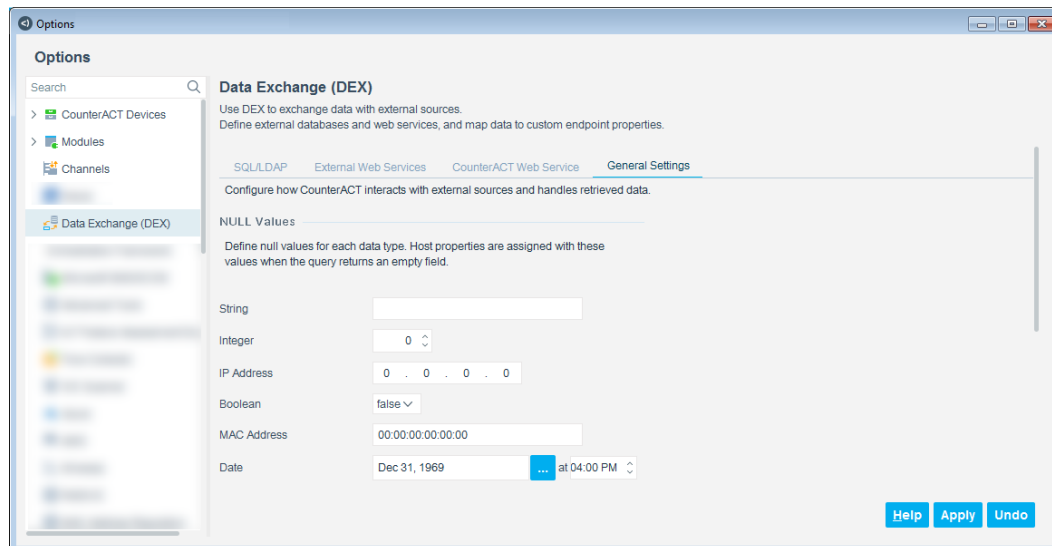 Options
Options
Search
CounterACT Devices
Modules
Channels
Data Exchange (DEX)
Data Exchange (DEX)
Use DEX to exchange data with external sources.
Define external databases and web services, and map data to custom endpoint properties.
SQL/LDAP External Web Services CounterACT Web Service General Settings
Configure how CounterACT interacts with external sources and handles retrieved data.
NULL Values
Define null values for each data type. Host properties are assigned with these
values when the query returns an empty field.
String
Integer 0
IP Address 0 . 0 . 0 . 0
Boolean false
MAC Address 00:00:00:00:00:00
Date Dec 31, 1969 ... at 04:00 PM
Help Apply Undo